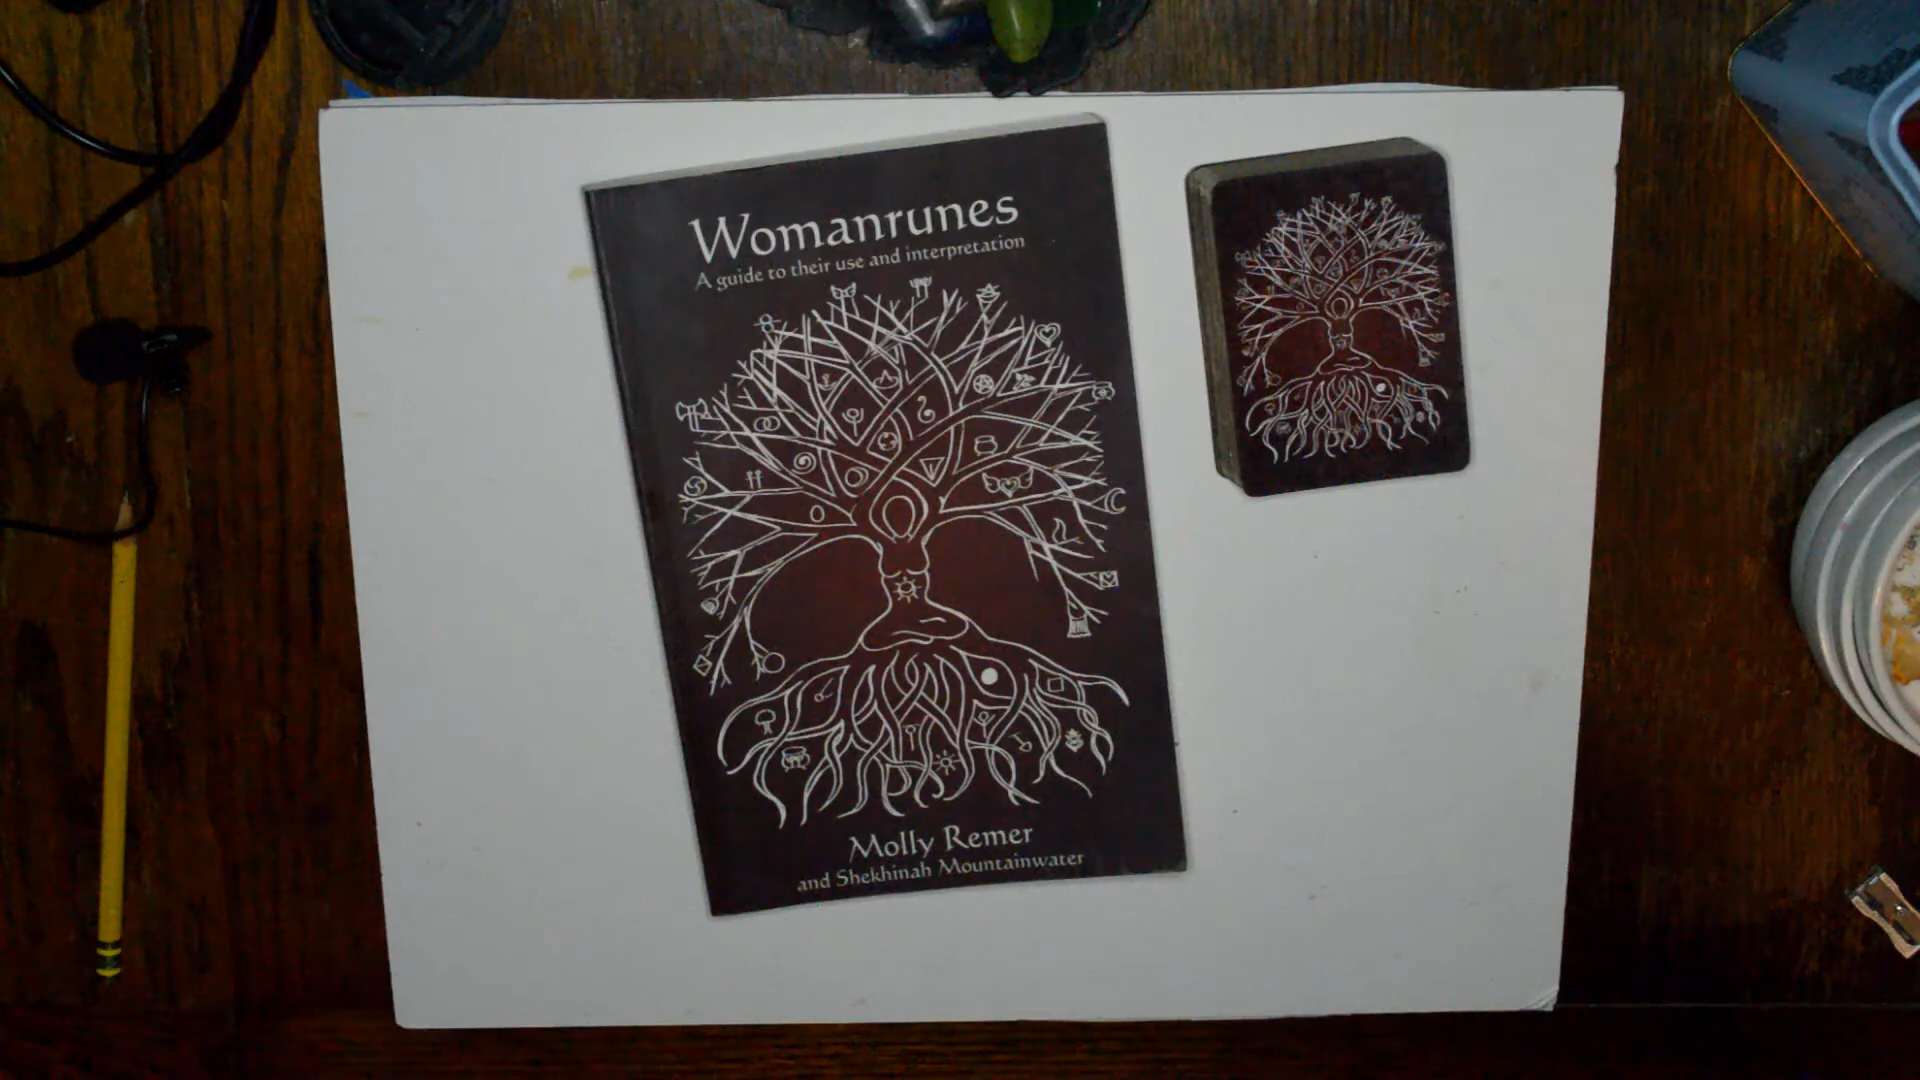 Womanrunes
A guide to their use and interpretation
Molly Remer
and Shekhinah Mountainwater